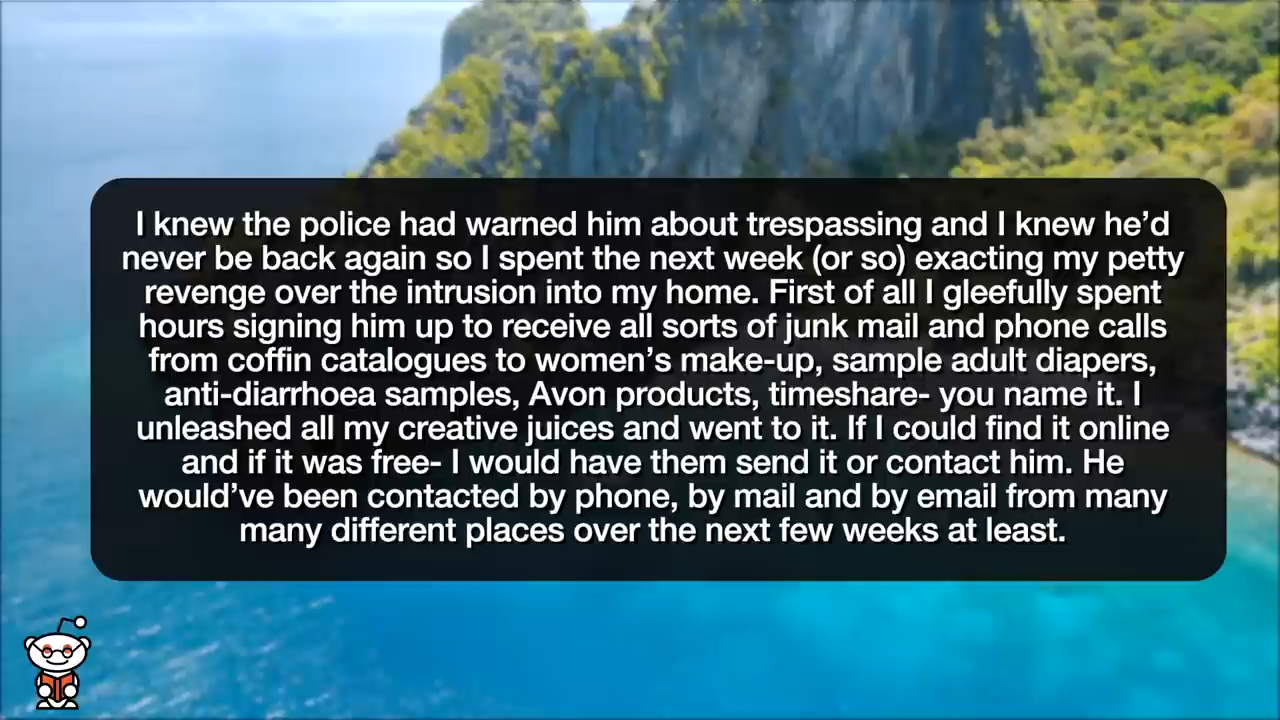 I knew the police had warned him about trespassing and I knew he’d
never be back again so I spent the next week (or so) exacting my petty
revenge over the intrusion into my home. First of all I gleefully spent
hours signing him up to receive all sorts of junk mail and phone calls
from coffin catalogues to women’s make-up, sample adult diapers,
anti-diarrhoea samples, Avon products, timeshare- you name it. I
unleashed all my creative juices and went to it. If I could find it online
and if it was free- I would have them send it or contact him. He
would’ve been contacted by phone, by mail and by email from many
many different places over the next few weeks at least.